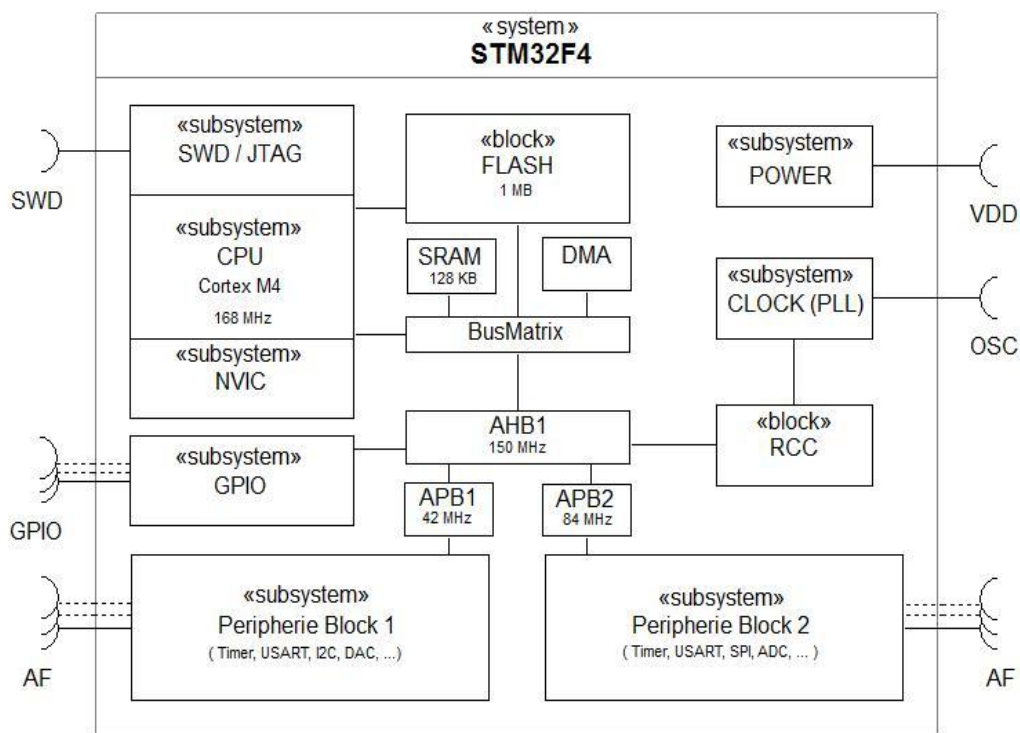 «system»
STM32F4
«subsystem»
SWD / JTAG
«subsystem»
CPU
Cortex M4
168 MHz
«subsystem»
NVIC
«block»
FLASH
1 MB
SRAM
128 KB
DMA
BusMatrix
«subsystem»
POWER
«subsystem»
CLOCK (PLL)
«block»
RCC
AHB1
150 MHz
«subsystem»
GPIO
APB1
42 MHz
APB2
84 MHz
«subsystem»
Peripherie Block 1
( Timer, USART, I2C, DAC, ...)
«subsystem»
Peripherie Block 2
( Timer, USART, SPI, ADC, ... )
SWD
GPIO
AF
VDD
OSC
AF